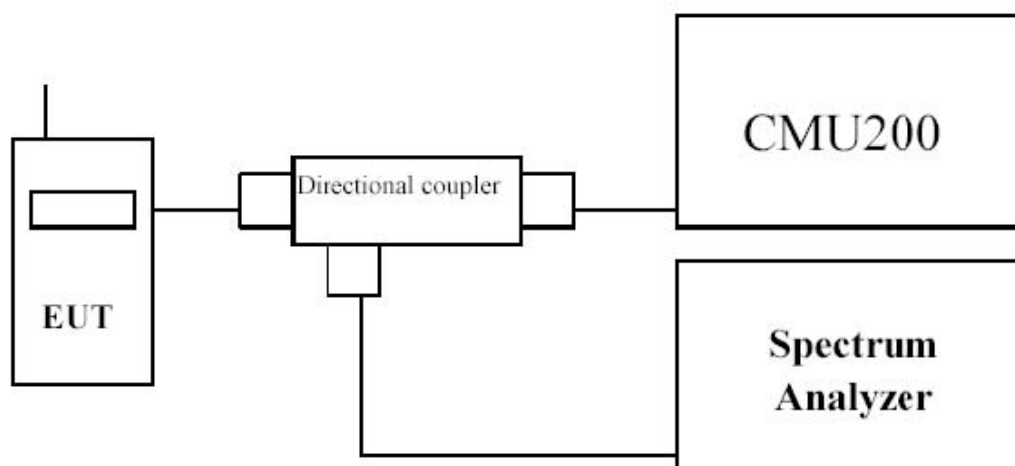 CMU200
Directional coupler
EUT
Spectrum
Analyzer